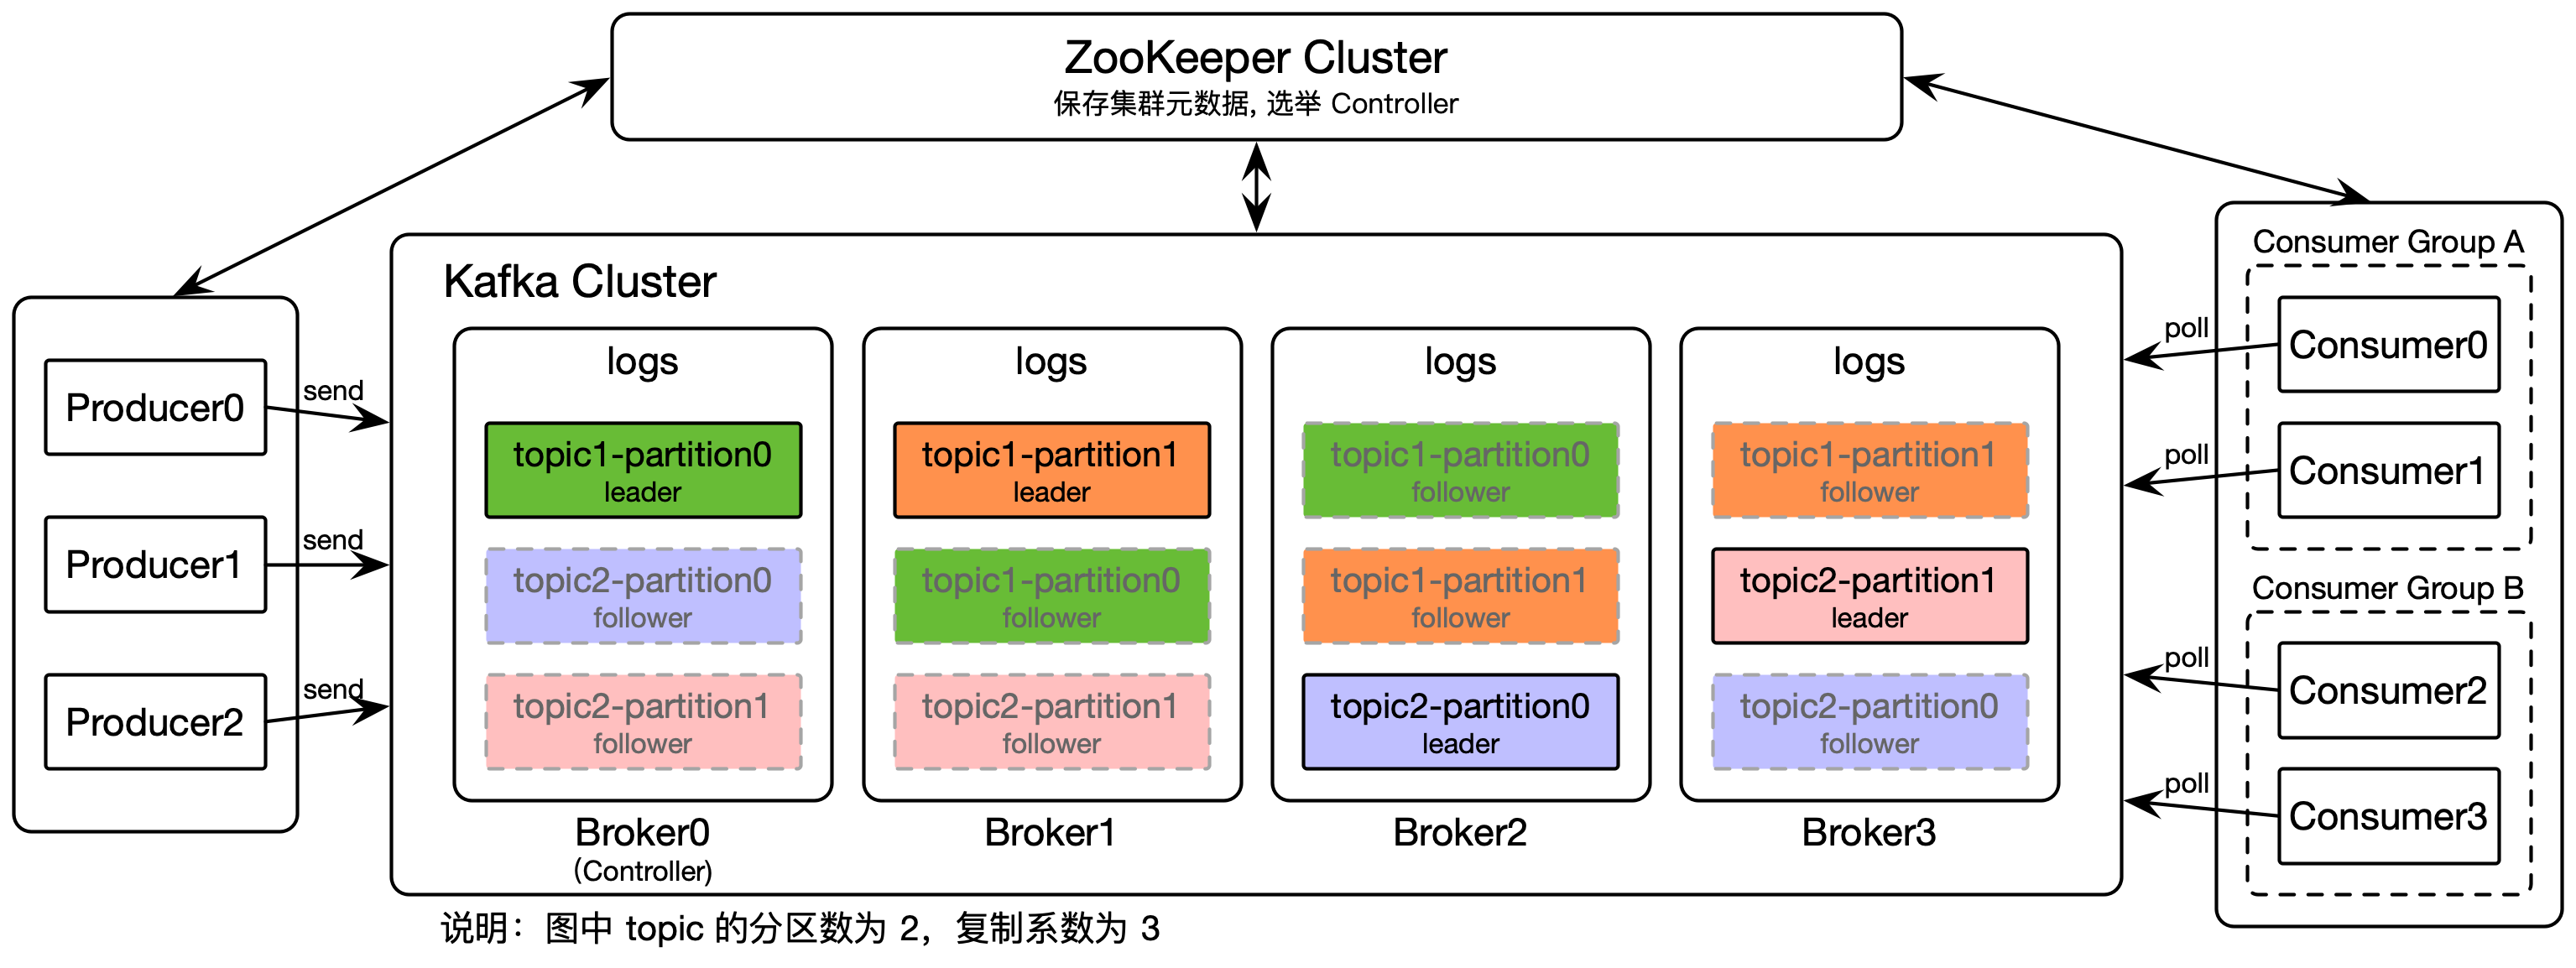 ZooKeeper Cluster
保存集群元数据, 选举 Controller
Producer0
Producer1
Producer2
send
send
send
Kafka Cluster
logs
topic1-partition0
leader
topic2-partition0
follower
topic2-partition1
follower
Broker0
(Controller)
logs
topic1-partition1
leader
topic1-partition0
follower
topic2-partition1
follower
Broker1
logs
topic1-partition0
follower
topic1-partition1
follower
topic2-partition0
leader
Broker2
logs
topic1-partition1
follower
topic2-partition1
leader
topic2-partition0
follower
Broker3
poll
poll
poll
poll
Consumer Group A
Consumer0
Consumer1
Consumer Group B
Consumer2
Consumer3
说明：图中 topic 的分区数为 2，复制系数为 3